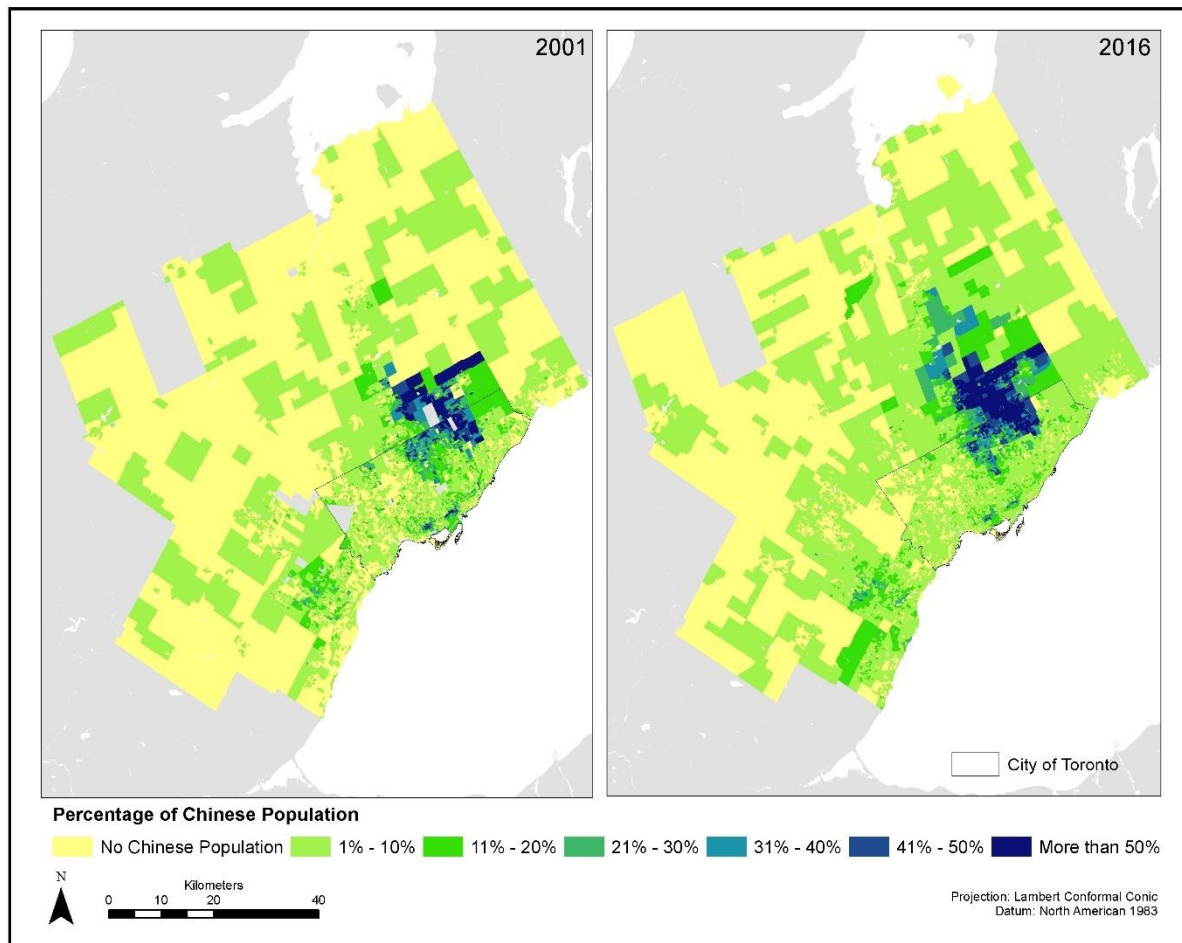 2001
2016
City of Toronto
Percentage of Chinese Population
No Chinese Population 1% - 10% 11% - 20% 21% - 30% 31% - 40% 41% - 50% More than 50%
N
Kilometers
0 10 20 40
Projection: Lambert Conformal Conic
Datum: North American 1983